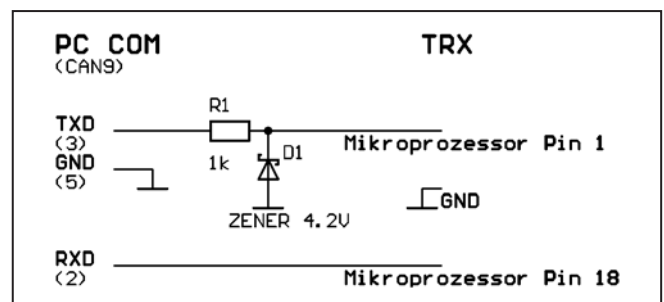 PC COM
(CAN9)
TRX
R1
TXD
(3)
1k
D1
Mikroprozessor Pin 1
GND
(5)
GND
ZENER 4.2V
RXD
(2)
Mikroprozessor Pin 18